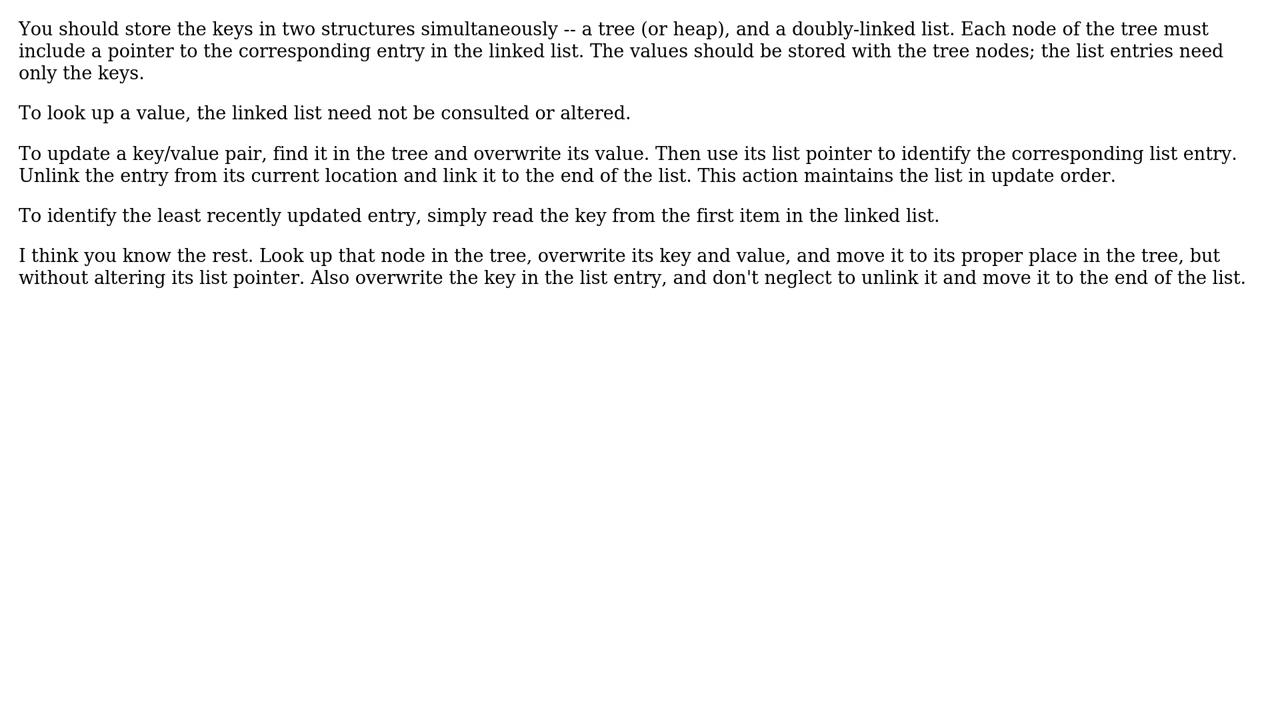 You should store the keys in two structures simultaneously -- a tree (or heap), and a doubly-linked list. Each node of the tree must
include a pointer to the corresponding entry in the linked list. The values should be stored with the tree nodes; the list entries need
only the keys.
To look up a value, the linked list need not be consulted or altered.
To update a key/value pair, find it in the tree and overwrite its value. Then use its list pointer to identify the corresponding list entry.
Unlink the entry from its current location and link it to the end of the list. This action maintains the list in update order.
To identify the least recently updated entry, simply read the key from the first item in the linked list.
I think you know the rest. Look up that node in the tree, overwrite its key and value, and move it to its proper place in the tree, but
without altering its list pointer. Also overwrite the key in the list entry, and don't neglect to unlink it and move it to the end of the list.